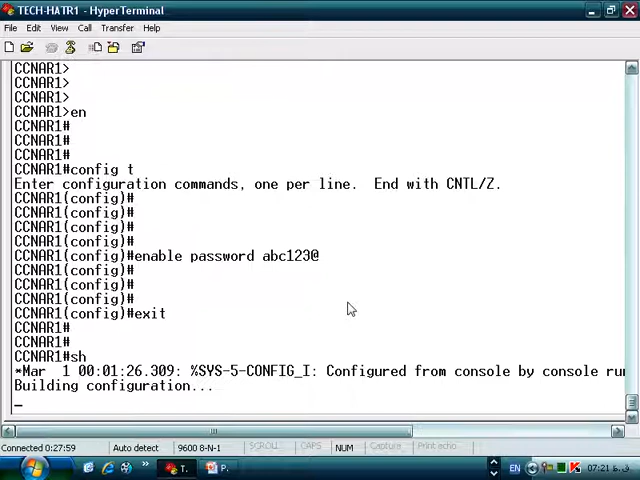 TECH-HATR1 - HyperTerminal
File Edit View Call Transfer Help
CCNAR1>
CCNAR1>
CCNAR1>
CCNAR1>en
CCNAR1#
CCNAR1#
CCNAR1#
CCNAR1#config t
Enter configuration commands, one per line.  End with CNTL/Z.
CCNAR1(config)#
CCNAR1(config)#
CCNAR1(config)#
CCNAR1(config)#enable password abc123@
CCNAR1(config)#
CCNAR1(config)#
CCNAR1(config)#
CCNAR1(config)#exit
CCNAR1#
CCNAR1#
CCNAR1#sh
*Mar  1 00:01:26.309: %SYS-5-CONFIG_I: Configured from console by console run
Building configuration...
_
Connected 0:27:59 Auto detect 9600 8-N-1 SCROLL CAPS NUM Capture Print echo
T. P. EN 07:21 ق.ظ